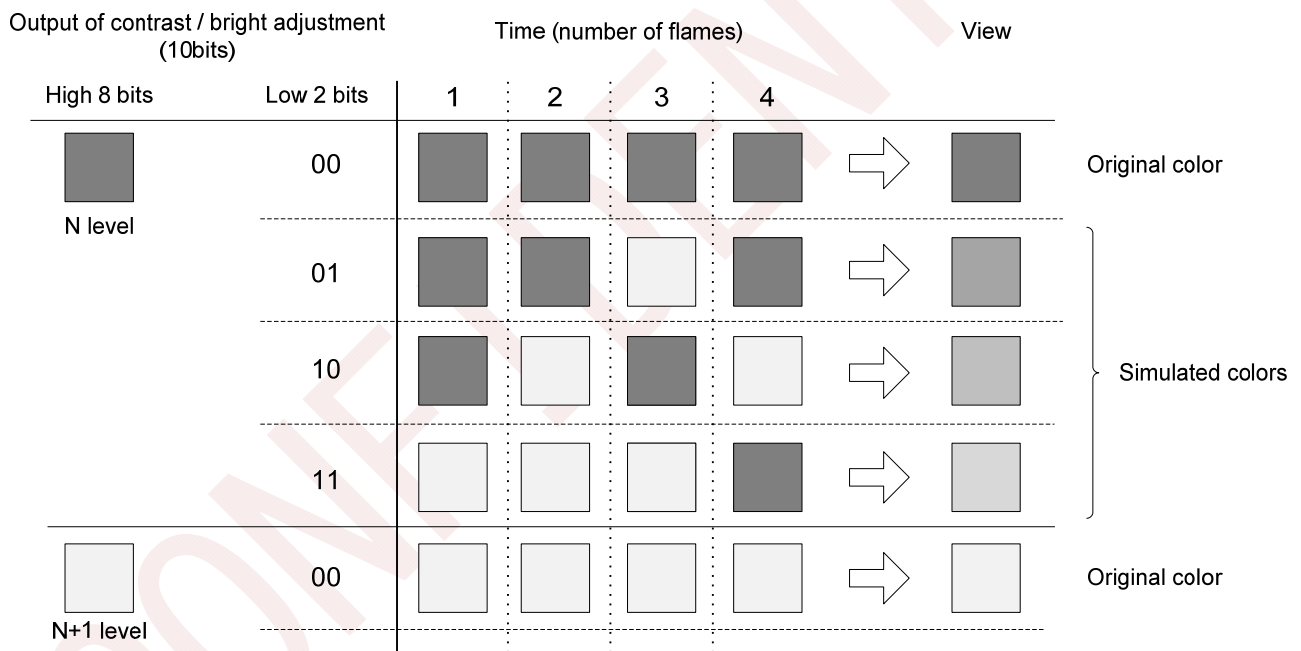 Output of contrast / bright adjustment
(10bits)
Time (number of flames)
View
High 8 bits
Low 2 bits
1
2
3
4
00
Original color
N level
01
10
Simulated colors
11
00
Original color
N+1 level